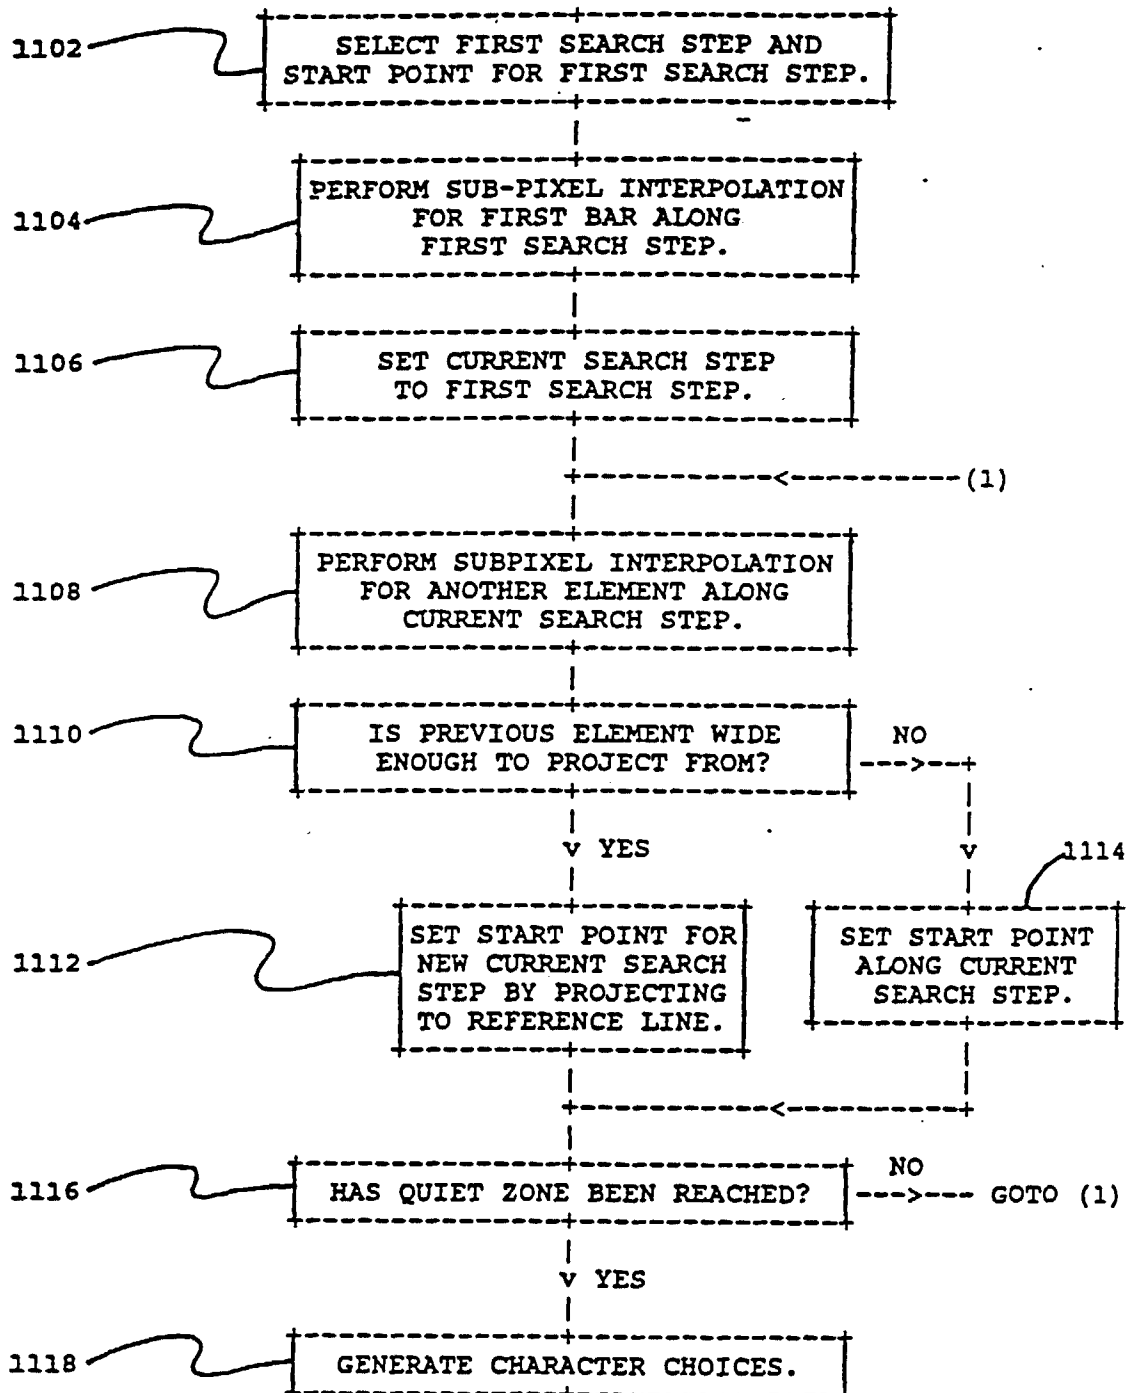 1102
SELECT FIRST SEARCH STEP AND
START POINT FOR FIRST SEARCH STEP.
1104
PERFORM SUB-PIXEL INTERPOLATION
FOR FIRST BAR ALONG
FIRST SEARCH STEP.
1106
SET CURRENT SEARCH STEP
TO FIRST SEARCH STEP.
(1)
1108
PERFORM SUBPIXEL INTERPOLATION
FOR ANOTHER ELEMENT ALONG
CURRENT SEARCH STEP.
1110
IS PREVIOUS ELEMENT WIDE
ENOUGH TO PROJECT FROM?
NO
YES
1114
1112
SET START POINT FOR
NEW CURRENT SEARCH
STEP BY PROJECTING
TO REFERENCE LINE.
SET START POINT
ALONG CURRENT
SEARCH STEP.
1116
HAS QUIET ZONE BEEN REACHED?
NO
GOTO (1)
YES
1118
GENERATE CHARACTER CHOICES.